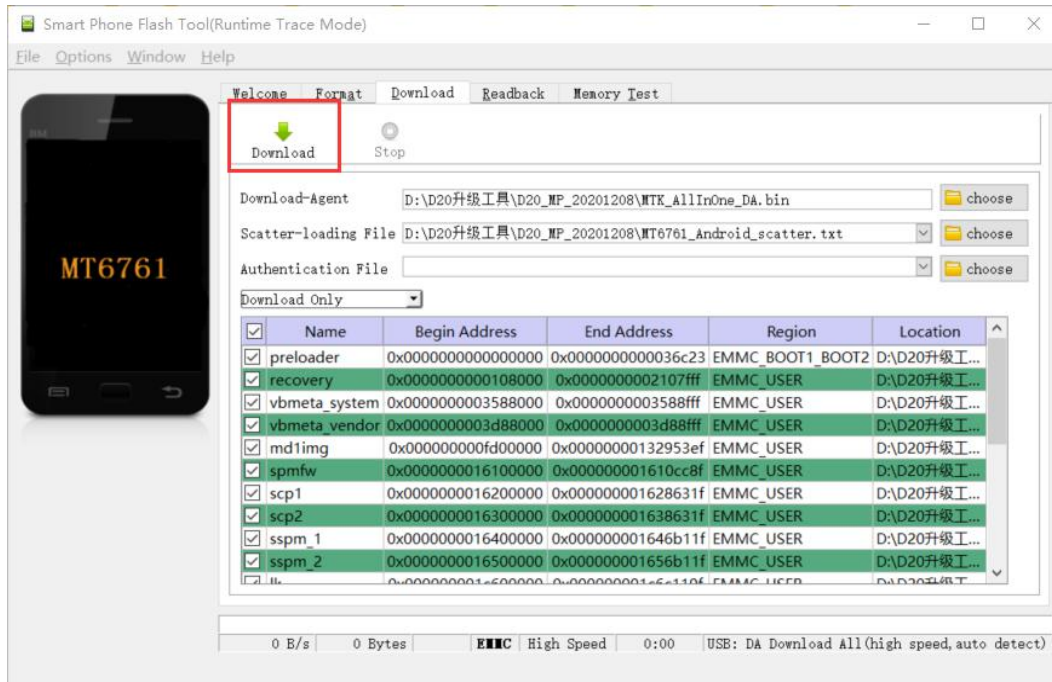 Smart Phone Flash Tool(Runtime Trace Mode)
File Options Window Help
Welcome Format Download Readback Memory Test
BM
Download Stop
Download-Agent D:\D20升级工具\D20_MP_20201208\MTK_AllInOne_DA.bin choose
Scatter-loading File D:\D20升级工具\D20_MP_20201208\MT6761_Android_scatter.txt choose
MT6761
Authentication File choose
Download Only
Name Begin Address End Address Region Location
preloader 0x0000000000000000 0x0000000000036c23 EMMC_BOOT1_BOOT2 D:\D20升级工...
recovery 0x0000000000108000 0x0000000002107fff EMMC_USER D:\D20升级工...
vbmeta_system 0x0000000003588000 0x0000000003588fff EMMC_USER D:\D20升级工...
vbmeta_vendor 0x0000000003d88000 0x0000000003d88fff EMMC_USER D:\D20升级工...
md1img 0x000000000fd00000 0x00000000132953ef EMMC_USER D:\D20升级工...
spmfw 0x0000000016100000 0x000000001610cc8f EMMC_USER D:\D20升级工...
scp1 0x0000000016200000 0x000000001628631f EMMC_USER D:\D20升级工...
scp2 0x0000000016300000 0x000000001638631f EMMC_USER D:\D20升级工...
sspm_1 0x0000000016400000 0x000000001646b11f EMMC_USER D:\D20升级工...
sspm_2 0x0000000016500000 0x000000001656b11f EMMC_USER D:\D20升级工...
0 B/s 0 Bytes EMMC High Speed 0:00 USB: DA Download All(high speed,auto detect)